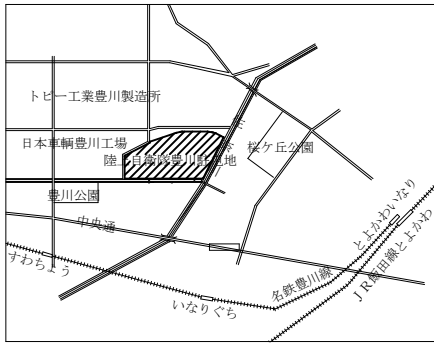 トピー工業豊川製造所
日本車輌豊川工場
陸上自衛隊豊川駐屯地
桜ケ丘公園
豊川公園
中央通
とよかわいなり
すわちょう
名鉄豊川線
JR飯田線とよかわ
いなりぐち